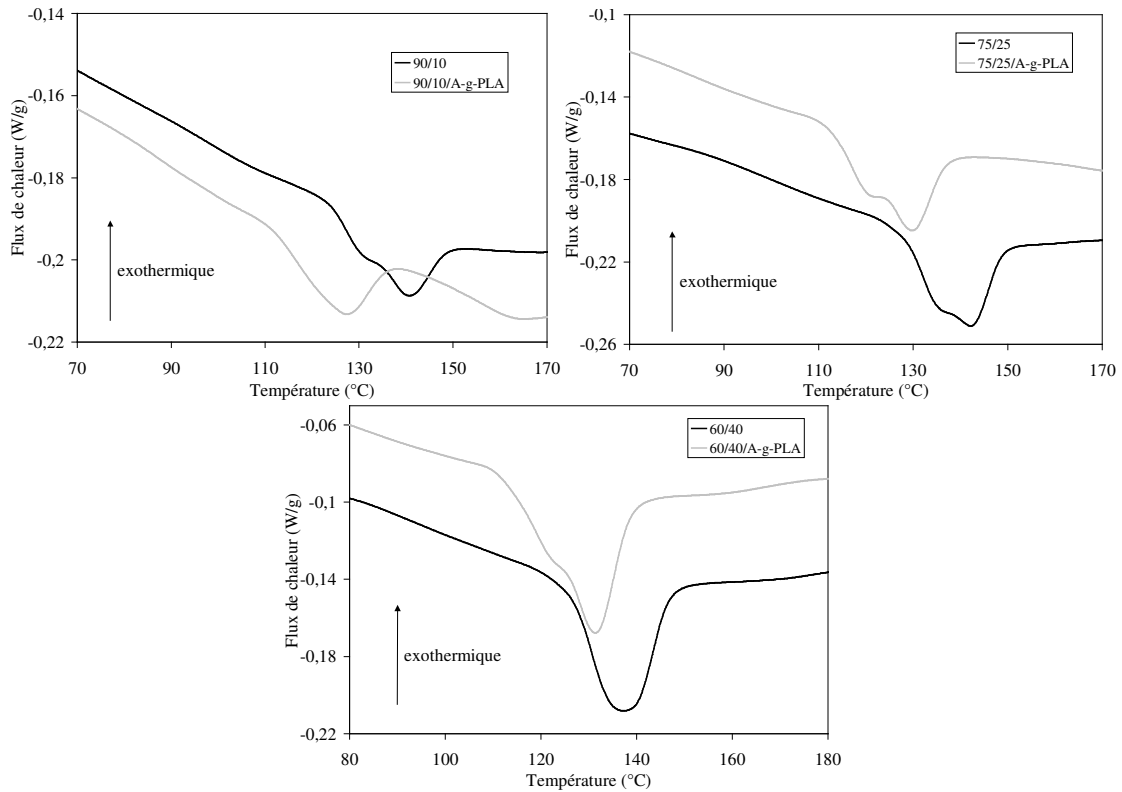 -0,14
-0,16
-0,18
-0,2
-0,22
Flux de chaleur (W/g)
90/10
90/10/A-g-PLA
exothermique
70 90 110 130 150 170
Température (°C)
-0,1
-0,14
-0,18
-0,22
-0,26
Flux de chaleur (W/g)
75/25
75/25/A-g-PLA
exothermique
70 90 110 130 150 170
Température (°C)
-0,06
-0,1
-0,14
-0,18
-0,22
Flux de chaleur (W/g)
60/40
60/40/A-g-PLA
exothermique
80 100 120 140 160 180
Température (°C)